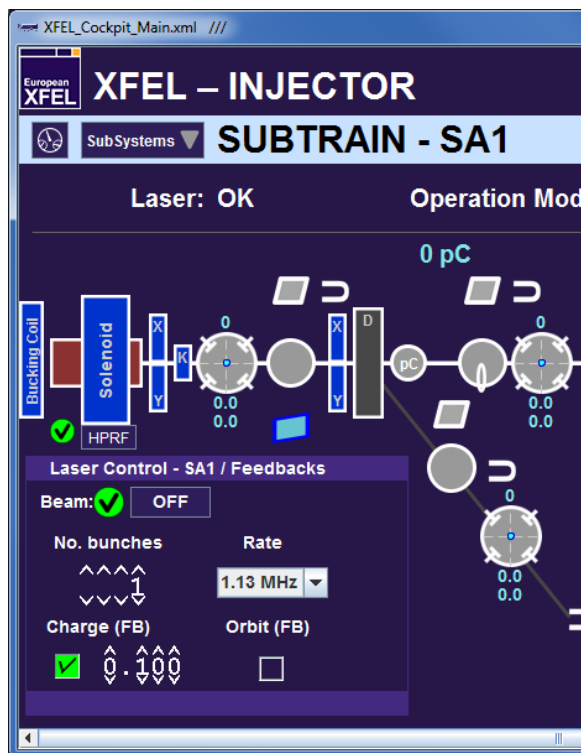 XFEL_Cockpit_Main.xml ///
European
XFEL
XFEL – INJECTOR
SubSystems
SUBTRAIN - SA1
Laser: OK
Operation Mod
0 pC
Bucking Coil
Solenoid
X
Y
K
0
0.0
0.0
X
Y
D
pC
0
0.0
0.0
HPRF
0
0.0
0.0
Laser Control - SA1 / Feedbacks
Beam:
OFF
No. bunches
Rate
1
1.13 MHz
Charge (FB)
Orbit (FB)
0.100